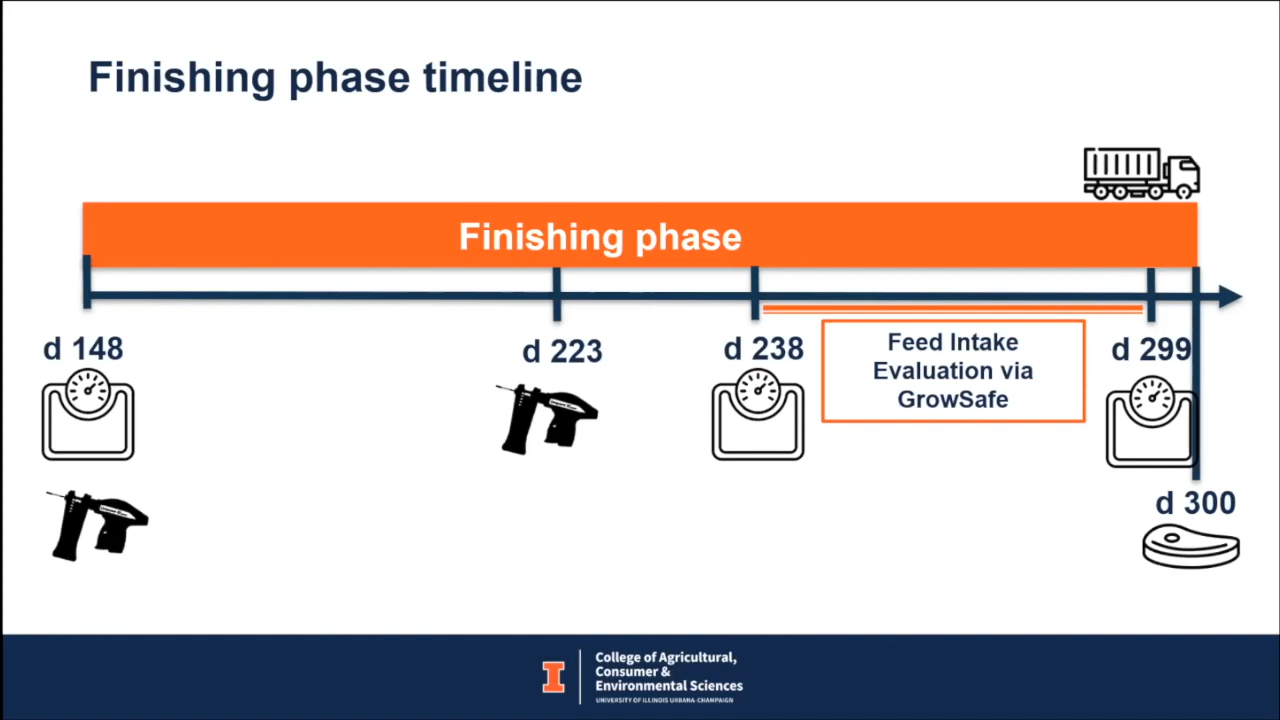 Finishing phase timeline
Finishing phase
d 148
d 223
d 238
Feed Intake
Evaluation via
GrowSafe
d 299
d 300
I
College of Agricultural,
Consumer &
Environmental Sciences
UNIVERSITY OF ILLINOIS URBANA-CHAMPAIGN